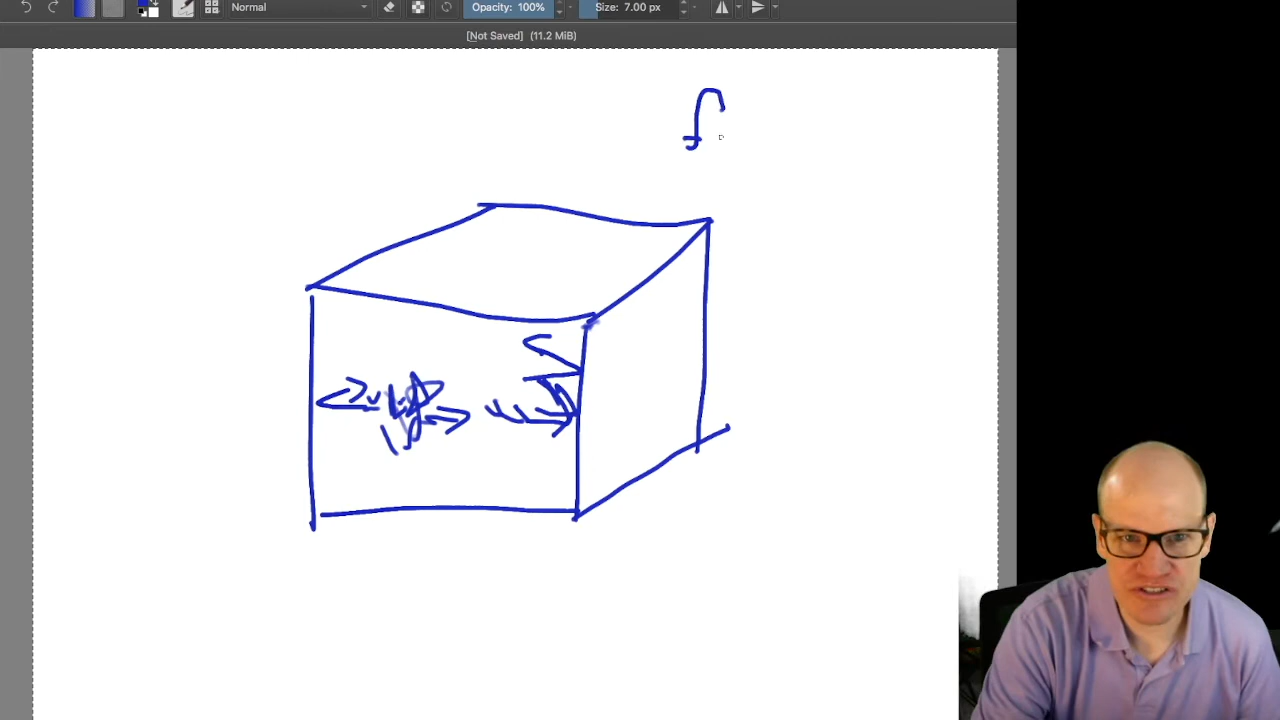 Normal
Opacity: 100%
Size: 7.00 px
[Not Saved] (11.2 MiB)
f